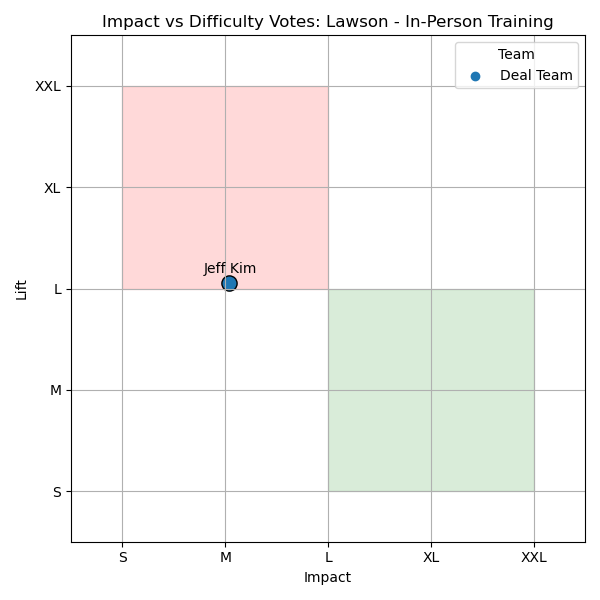 Impact vs Difficulty Votes: Lawson - In-Person Training
Team
Deal Team
XXL
XL
Jeff Kim
L
Lift
M
S
S M L XL XXL
Impact